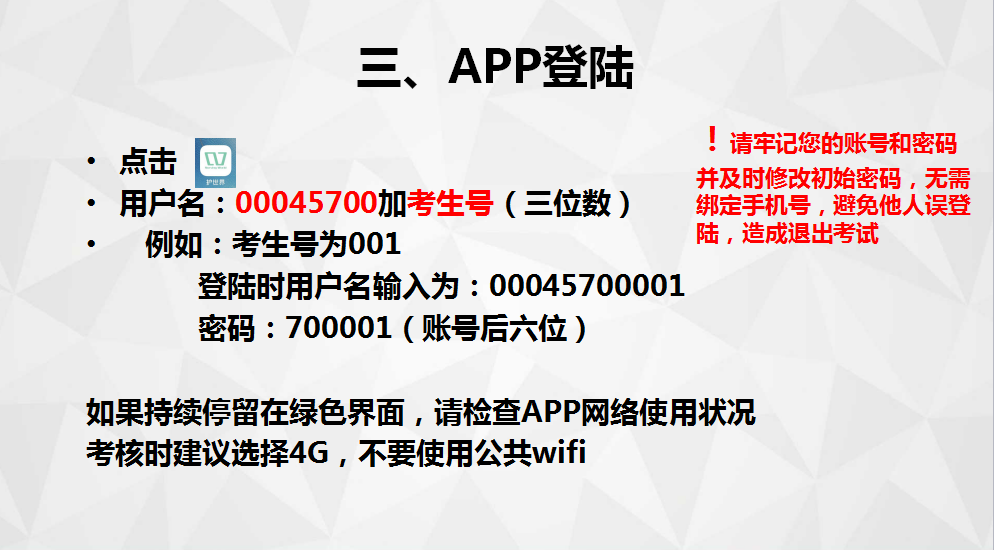 三、APP登陆
• 点击
护世界
• 用户名：00045700加考生号（三位数）
• 例如：考生号为001
登陆时用户名输入为：00045700001
密码：700001（账号后六位）
！请牢记您的账号和密码
并及时修改初始密码，无需
绑定手机号，避免他人误登
陆，造成退出考试
如果持续停留在绿色界面，请检查APP网络使用状况
考核时建议选择4G，不要使用公共wifi